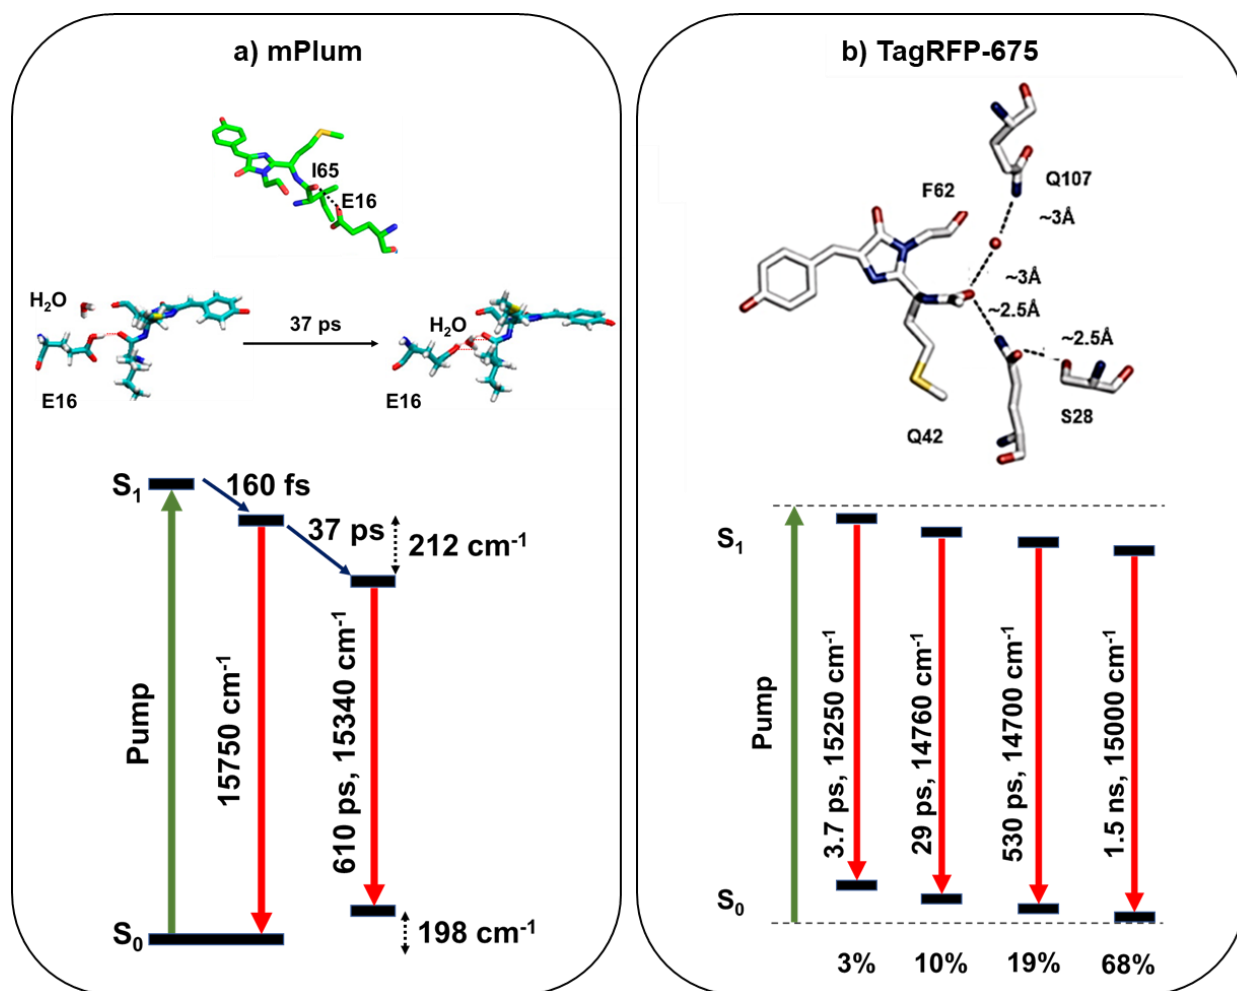 a) mPlum
I65
E16
H₂O
E16
37 ps
H₂O
E16
S₁
160 fs
37 ps
212 cm⁻¹
Pump
15750 cm⁻¹
610 ps, 15340 cm⁻¹
S₀
198 cm⁻¹
b) TagRFP-675
Q107
F62
~3Å
~3Å
~2.5Å
~2.5Å
S28
Q42
S₁
Pump
3.7 ps, 15250 cm⁻¹
29 ps, 14760 cm⁻¹
530 ps, 14700 cm⁻¹
1.5 ns, 15000 cm⁻¹
S₀
3%
10%
19%
68%